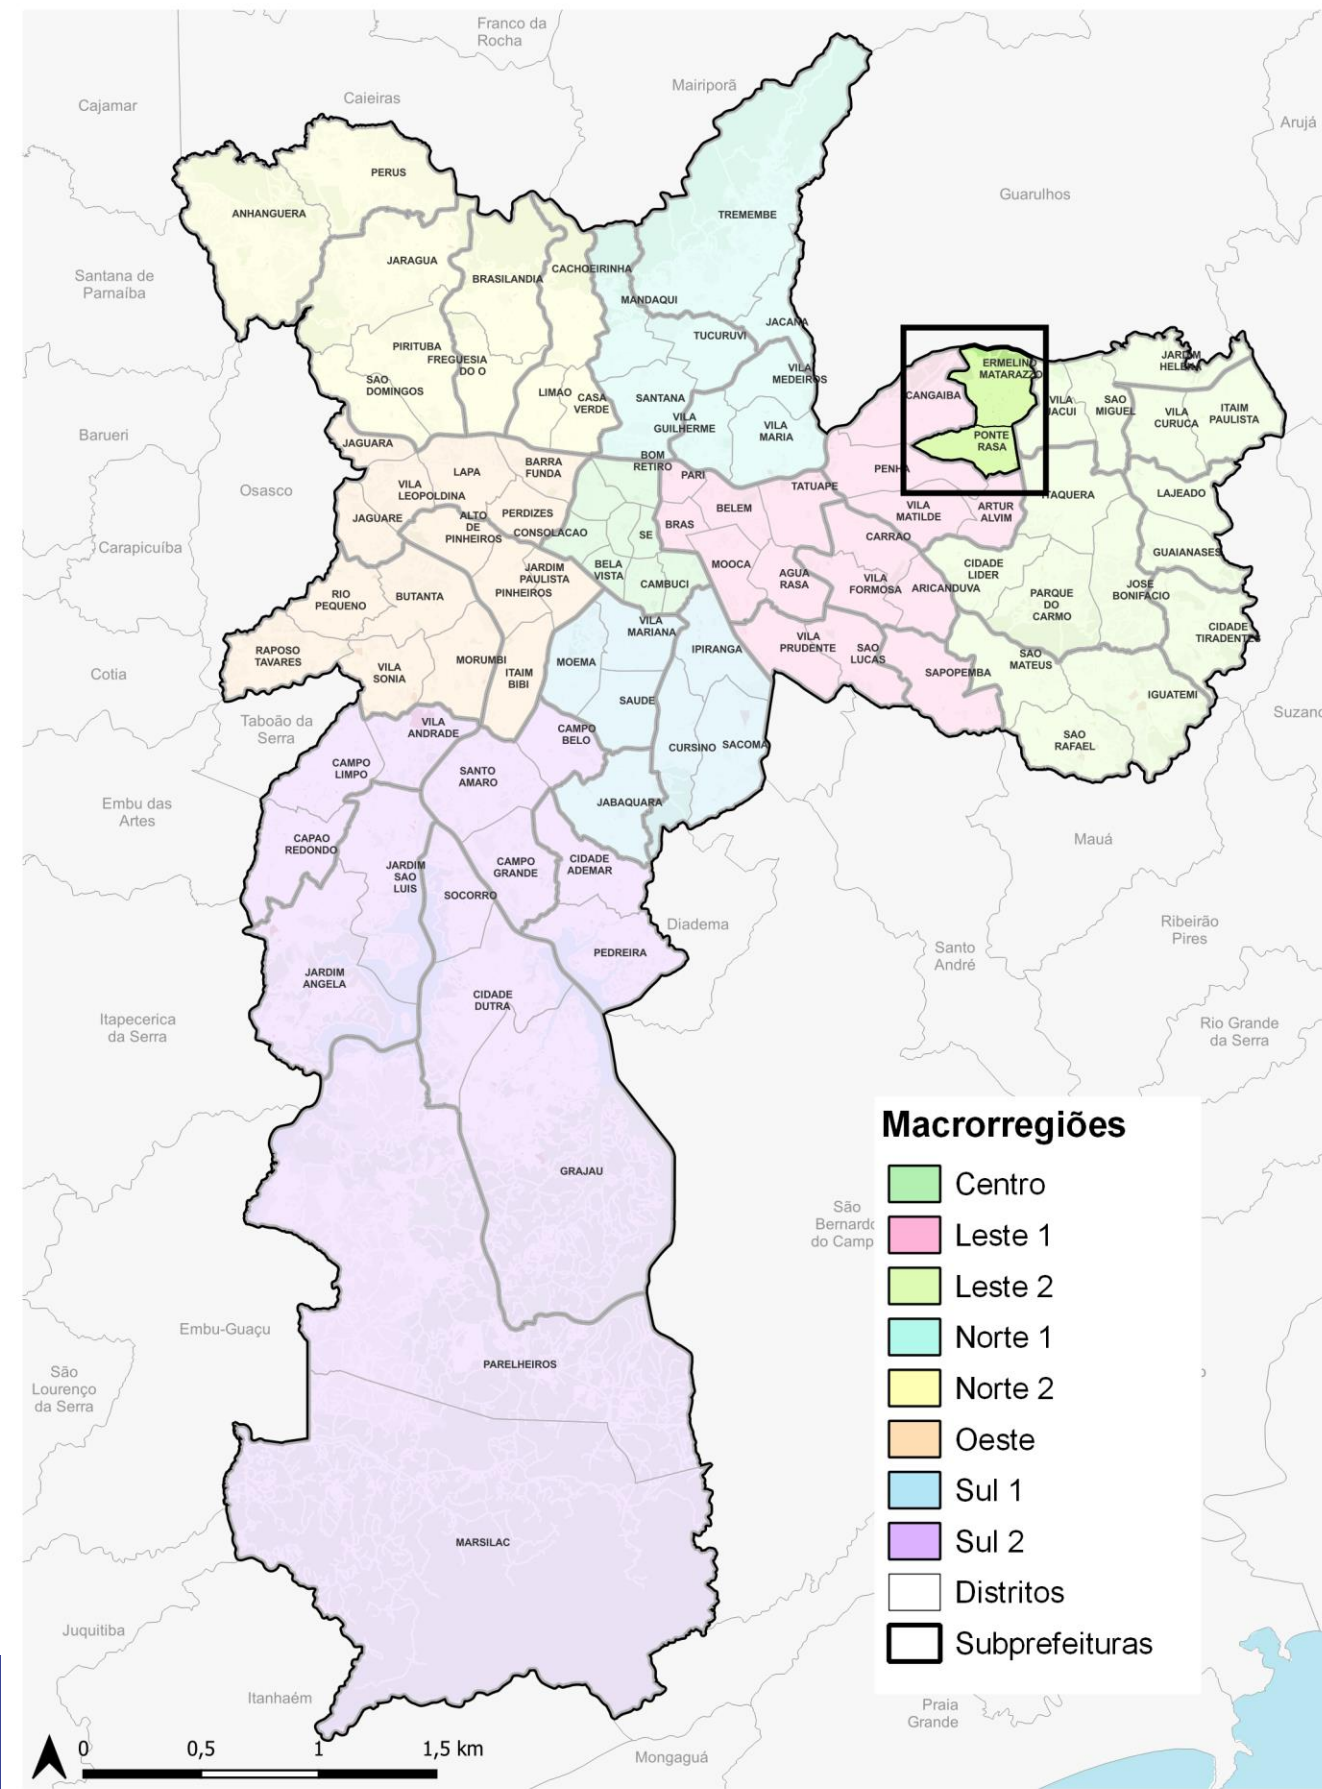 Franco da
Rocha
Mairiporã
Cajamar
Caieiras
Arujá
Guarulhos
Santana de
Parnaíba
PERUS
ANHANGUERA
TREMEMBE
JARAGUA
BRASILANDIA
CACHOEIRINHA
MANDAQUI
JACANA
TUCURUVI
PIRITUBA
FREGUESIA
DO O
SAO
DOMINGOS
LIMAO
CASA
VERDE
SANTANA
VILA
GUILHERME
VILA
MEDEIROS
VILA
MARIA
ERMELINO
MATARAZZO
CANGAIBA
PONTE
RASA
VILA
JACUI
SAO
MIGUEL
JARDIM
HELENA
VILA
CURUCA
ITAIM
PAULISTA
Barueri
JAGUARA
LAPA
BARRA
FUNDA
BOM
RETIRO
PARI
TATUAPE
PENHA
ITAQUERA
LAJEADO
Osasco
VILA
LEOPOLDINA
JAGUARE
ALTO
DE
PINHEIROS
PERDIZES
CONSOLACAO
SE
BRAS
BELEM
VILA
MATILDE
ARTUR
ALVIM
CARRAO
GUAIANASES
Carapicuíba
RIO
PEQUENO
BUTANTA
JARDIM
PAULISTA
PINHEIROS
BELA
VISTA
CAMBUCI
MOOCA
AGUA
RASA
VILA
FORMOSA
ARICANDUVA
CIDADE
LIDER
PARQUE
DO
CARMO
JOSE
BONIFACIO
CIDADE
TIRADENTES
RAPOSO
TAVARES
VILA
SONIA
MORUMBI
ITAIM
BIBI
MOEMA
VILA
MARIANA
IPIRANGA
VILA
PRUDENTE
SAO
LUCAS
SAPOPEMBA
SAO
MATEUS
IGUATEMI
Cotia
SAUDE
Taboão da
Serra
VILA
ANDRADE
CAMPO
BELO
CURSINO
SACOMA
SAO
RAFAEL
Suzano
CAMPO
LIMPO
SANTO
AMARO
JABAQUARA
Embu das
Artes
CAPAO
REDONDO
JARDIM
SAO
LUIS
CAMPO
GRANDE
CIDADE
ADEMAR
SOCORRO
Mauá
Diadema
PEDREIRA
Santo
André
Ribeirão
Pires
JARDIM
ANGELA
CIDADE
DUTRA
Itapecerica
da Serra
Rio Grande
da Serra
GRAJAU
São
Bernardo
do Camp
Embu-Guaçu
PARELHEIROS
São
Lourenço
da Serra
MARSILAC
Juquitiba
Itanhaém
Praia
Grande
Mongaguá
Macrorregiões
Centro
Leste 1
Leste 2
Norte 1
Norte 2
Oeste
Sul 1
Sul 2
Distritos
Subprefeituras
0 0,5 1 1,5 km